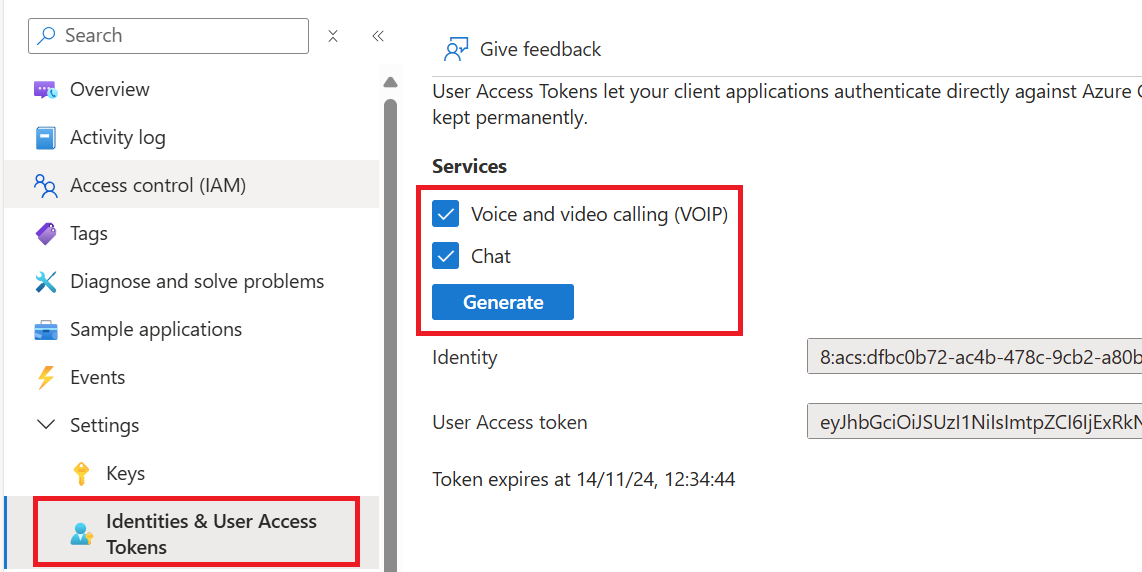 Search
Overview
Activity log
Access control (IAM)
Tags
Diagnose and solve problems
Sample applications
Events
Settings
Keys
Identities & User Access
Tokens
Give feedback
User Access Tokens let your client applications authenticate directly against Azure
kept permanently.
Services
Voice and video calling (VOIP)
Chat
Generate
Identity
8:acs:dfbc0b72-ac4b-478c-9cb2-a80b
User Access token
eyJhbGciOiJSUzI1NiIsImtpZCI6IjExRkN
Token expires at 14/11/24, 12:34:44